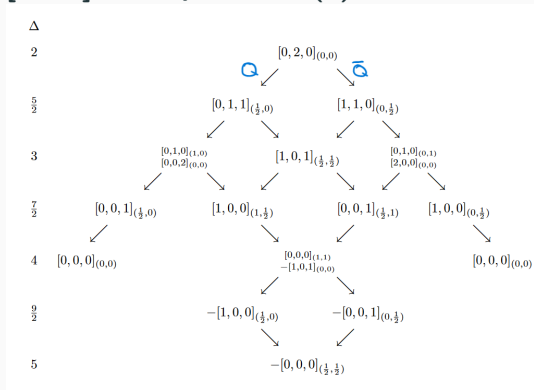 Δ
2 [0, 2, 0]₍₀,₀₎
Q Q̄
5/2 [0, 1, 1]₍½,₀₎ [1, 1, 0]₍₀,½₎
3 [0,1,0]₍₁,₀₎ [1, 0, 1]₍½,½₎ [0,1,0]₍₀,₁₎
[0,0,2]₍₀,₀₎ [2,0,0]₍₀,₀₎
7/2 [0, 0, 1]₍½,₀₎ [1, 0, 0]₍₁,½₎ [0, 0, 1]₍½,₁₎ [1, 0, 0]₍₀,½₎
4 [0, 0, 0]₍₀,₀₎ [0,0,0]₍₁,₁₎ [0, 0, 0]₍₀,₀₎
−[1,0,1]₍₀,₀₎
9/2 −[1, 0, 0]₍½,₀₎ −[0, 0, 1]₍₀,½₎
5 −[0, 0, 0]₍½,½₎